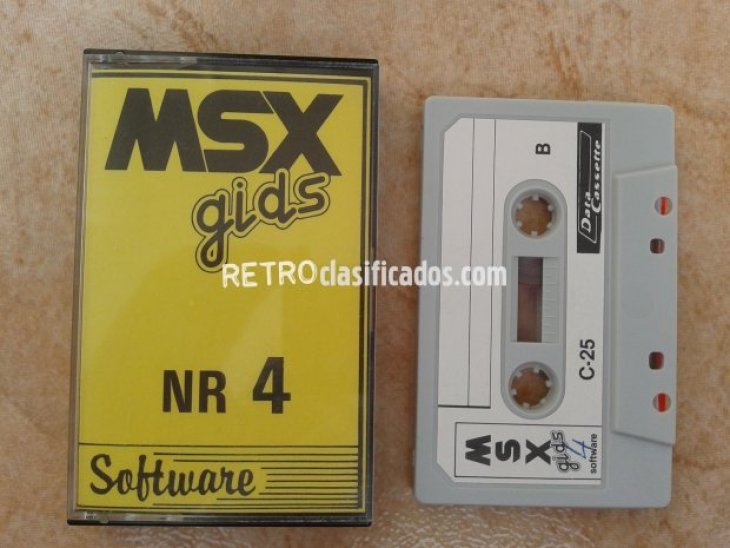 MSX
gids
NR 4
Software
RETROclasificados.com
B
Data
Cassette
C-25
MSX
gids
4
software